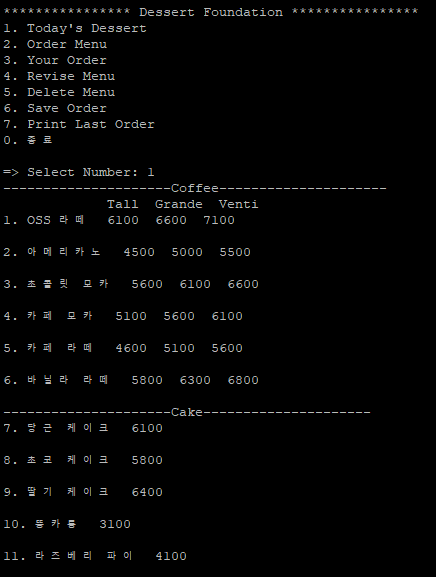 **************** Dessert Foundation ****************
1. Today's Dessert
2. Order Menu
3. Your Order
4. Revise Menu
5. Delete Menu
6. Save Order
7. Print Last Order
0. 종료
=> Select Number: 1
---------------------Coffee---------------------
Tall Grande Venti
1. OSS 라떼 6100 6600 7100
2. 아메리카노 4500 5000 5500
3. 초콜릿 모카 5600 6100 6600
4. 카페 모카 5100 5600 6100
5. 카페 라떼 4600 5100 5600
6. 바닐라 라떼 5800 6300 6800
---------------------Cake---------------------
7. 당근 케이크 6100
8. 초코 케이크 5800
9. 딸기 케이크 6400
10. 뚱카롱 3100
11. 라즈베리 파이 4100